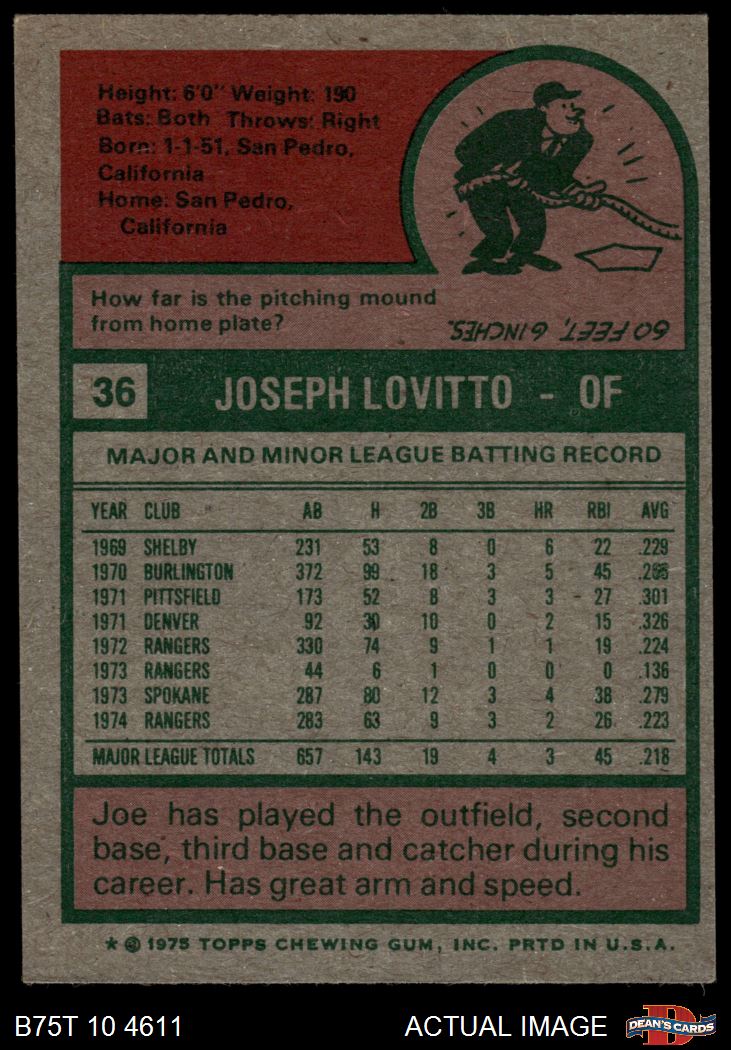 Height: 6'0" Weight: 190
Bats: Both Throws: Right
Born: 1-1-51, San Pedro,
California
Home: San Pedro,
California
How far is the pitching mound
from home plate?
60 FEET, 6 INCHES.
36 JOSEPH LOVITTO - OF
MAJOR AND MINOR LEAGUE BATTING RECORD
YEAR CLUB AB H 2B 3B HR RBI AVG
1969 SHELBY 231 53 8 0 6 22 .229
1970 BURLINGTON 372 99 18 3 5 45
1971 PITTSFIELD 173 52 8 3 3 27 .301
1971 DENVER 92 30 10 0 2 15 .326
1972 RANGERS 330 74 9 1 1 19 .224
1973 RANGERS 44 6 1 0 0 0 .136
1973 SPOKANE 287 80 12 3 4 38 .279
1974 RANGERS 283 63 9 3 2 26 .223
MAJOR LEAGUE TOTALS 657 143 19 4 3 45 .218
Joe has played the outfield, second
base, third base and catcher during his
career. Has great arm and speed.
* © 1975 TOPPS CHEWING GUM, INC. PRTD IN U.S.A.
B75T 10 4611 ACTUAL IMAGE DEAN'S CARDS